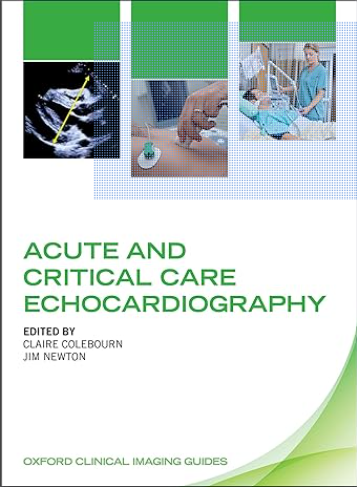 ACUTE AND
CRITICAL CARE
ECHOCARDIOGRAPHY
EDITED BY
CLAIRE COLEBOURN
JIM NEWTON
OXFORD CLINICAL IMAGING GUIDES